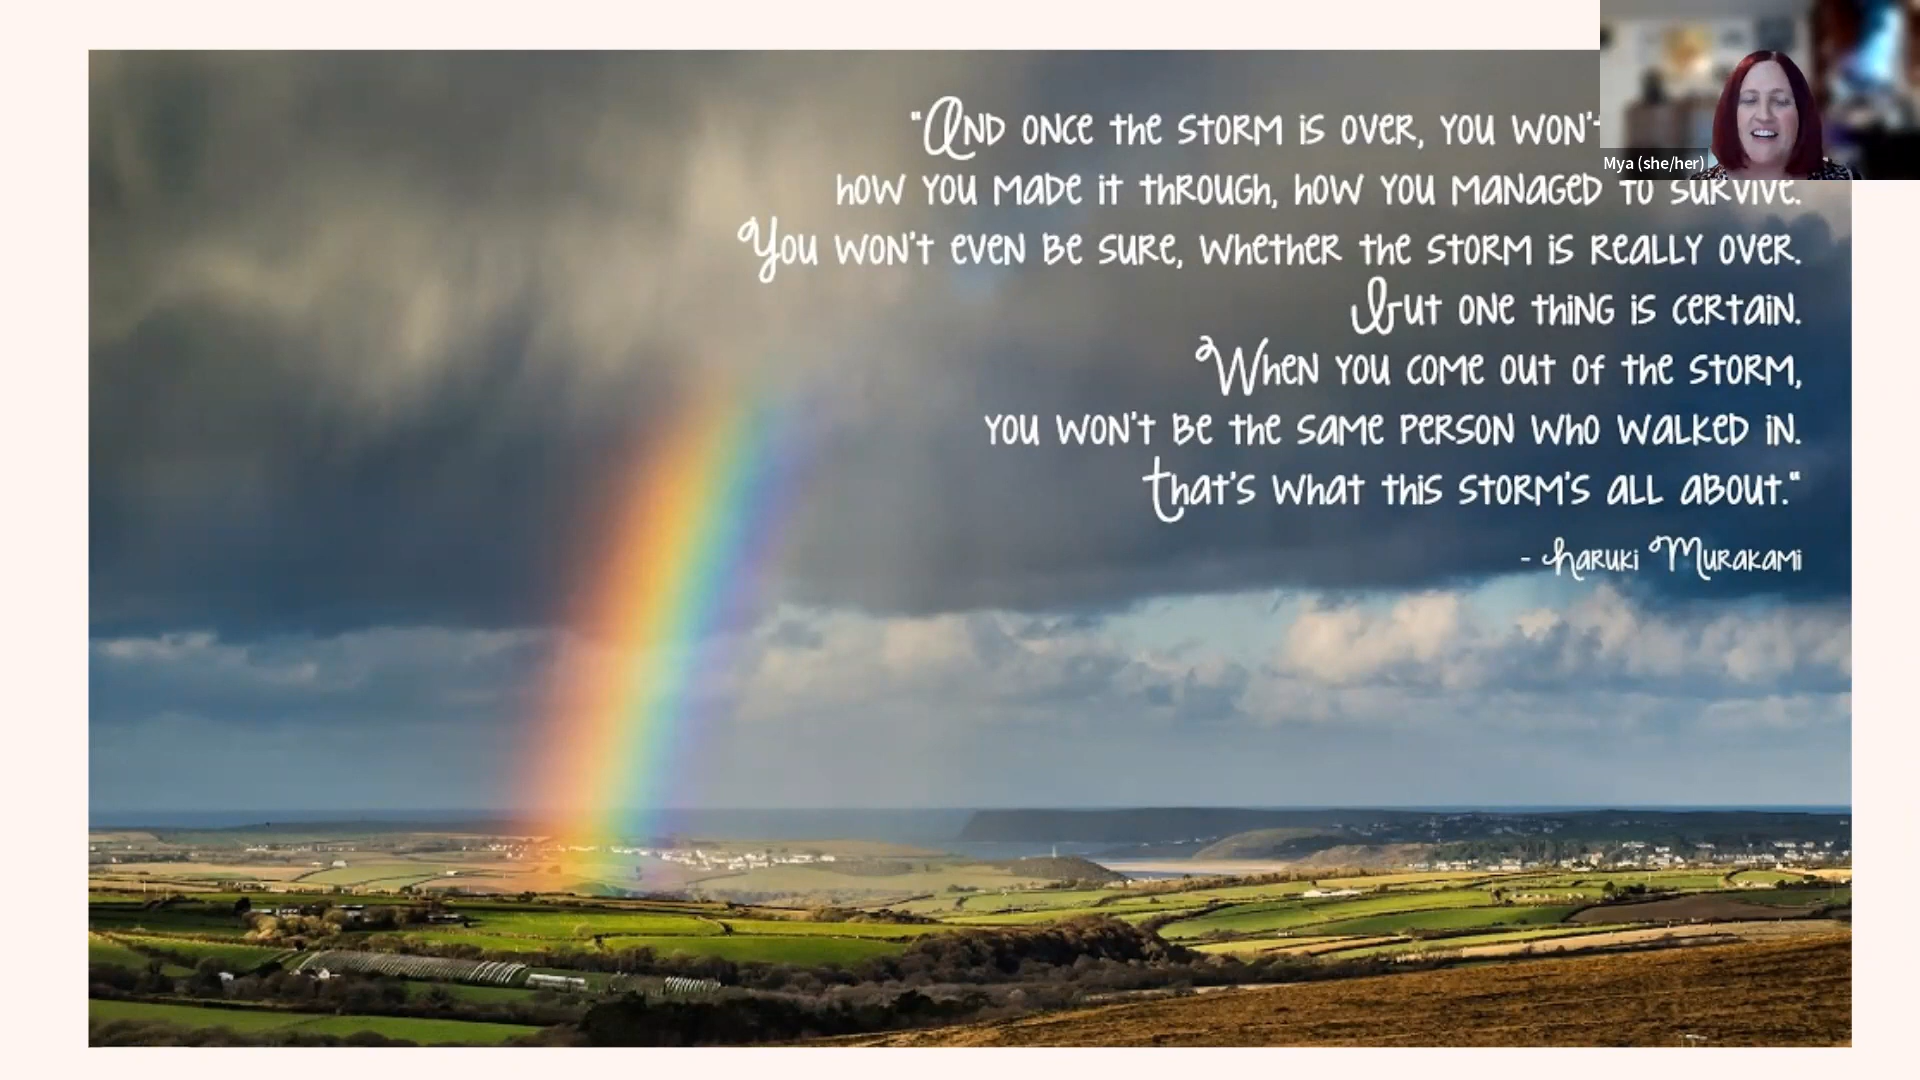 "And once the storm is over, you won't
how you made it through, how you managed to survive.
You won't even be sure, whether the storm is really over.
But one thing is certain.
When you come out of the storm,
you won't be the same person who walked in.
That's what this storm's all about."
- Haruki Murakami
Mya (she/her)